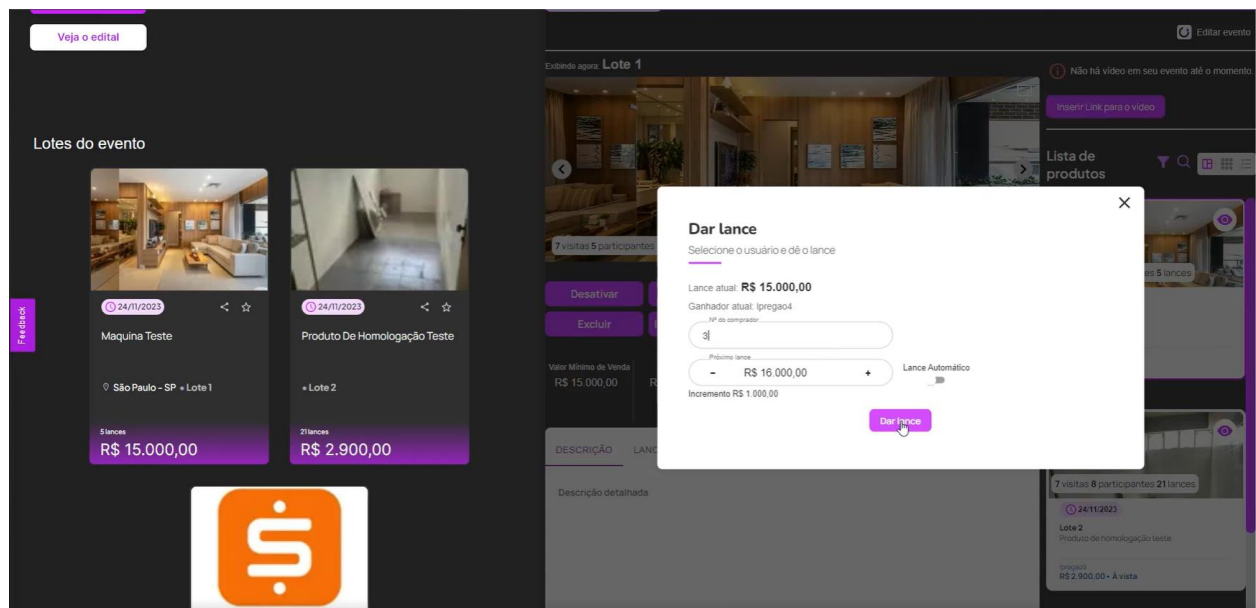 Veja o edital
Lotes do evento
24/11/2023
Maquina Teste
São Paulo - SP • Lote 1
5 lances
R$ 15.000,00
24/11/2023
Produto De Homologação Teste
• Lote 2
21 lances
R$ 2.900,00
Feedback
Editar evento
Exibindo agora: Lote 1
Não há vídeo em seu evento até o momento.
Inserir Link para o vídeo
Lista de
produtos
7 visitas 5 participantes
es 5 lances
Desativar
Excluir
Valor Mínimo de Venda
R$ 15.000,00
DESCRIÇÃO
LANC
Descrição detalhada
Dar lance
Selecione o usuário e dê o lance
Lance atual: R$ 15.000,00
Ganhador atual: lpregao4
Nº do comprador
3
Próximo lance
- R$ 16.000,00 +
Lance Automático
Incremento R$ 1.000,00
Dar lance
7 visitas 8 participantes 21 lances
24/11/2023
Lote 2
Produto de homologação teste
R$ 2.900,00 • À vista